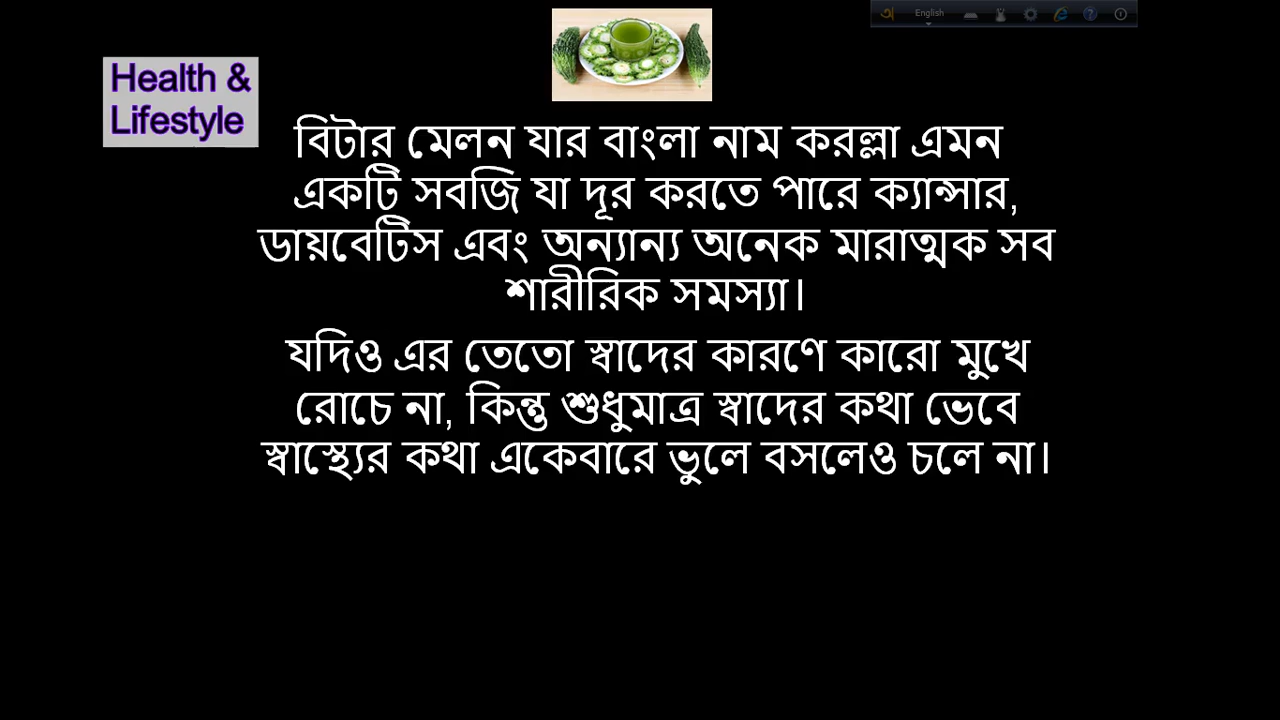 English
Health &
Lifestyle
বিটার মেলন যার বাংলা নাম করল্লা এমন
একটি সবজি যা দূর করতে পারে ক্যান্সার,
ডায়বেটিস এবং অন্যান্য অনেক মারাত্মক সব
শারীরিক সমস্যা।
যদিও এর তেতো স্বাদের কারণে কারো মুখে
রোচে না, কিন্তু শুধুমাত্র স্বাদের কথা ভেবে
স্বাস্থ্যের কথা একেবারে ভুলে বসলেও চলে না।